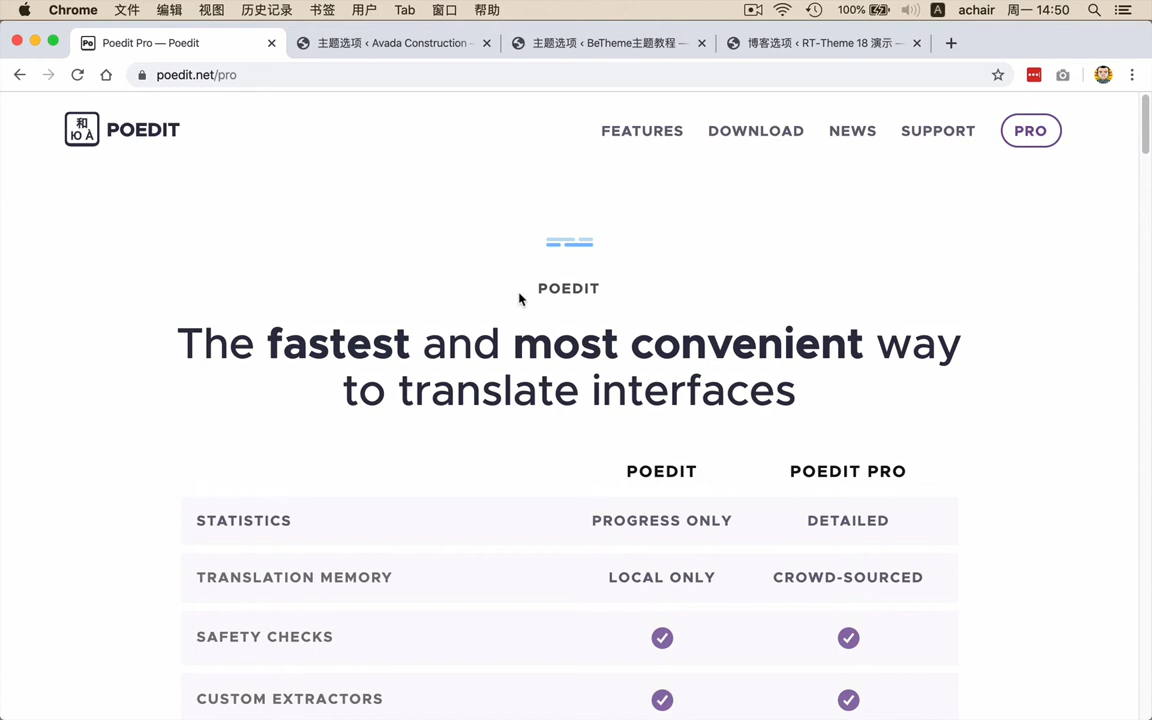 Chrome 文件 编辑 视图 历史记录 书签 用户 Tab 窗口 帮助 100% A achair 周一 14:50
Po Poedit Pro — Poedit 主题选项 ‹ Avada Construction - 主题选项 ‹ BeTheme主题教程 — 博客选项 ‹ RT-Theme 18 演示 —
poedit.net/pro
和 Ю A POEDIT FEATURES DOWNLOAD NEWS SUPPORT PRO
POEDIT
The fastest and most convenient way
to translate interfaces
POEDIT POEDIT PRO
STATISTICS PROGRESS ONLY DETAILED
TRANSLATION MEMORY LOCAL ONLY CROWD-SOURCED
SAFETY CHECKS
CUSTOM EXTRACTORS